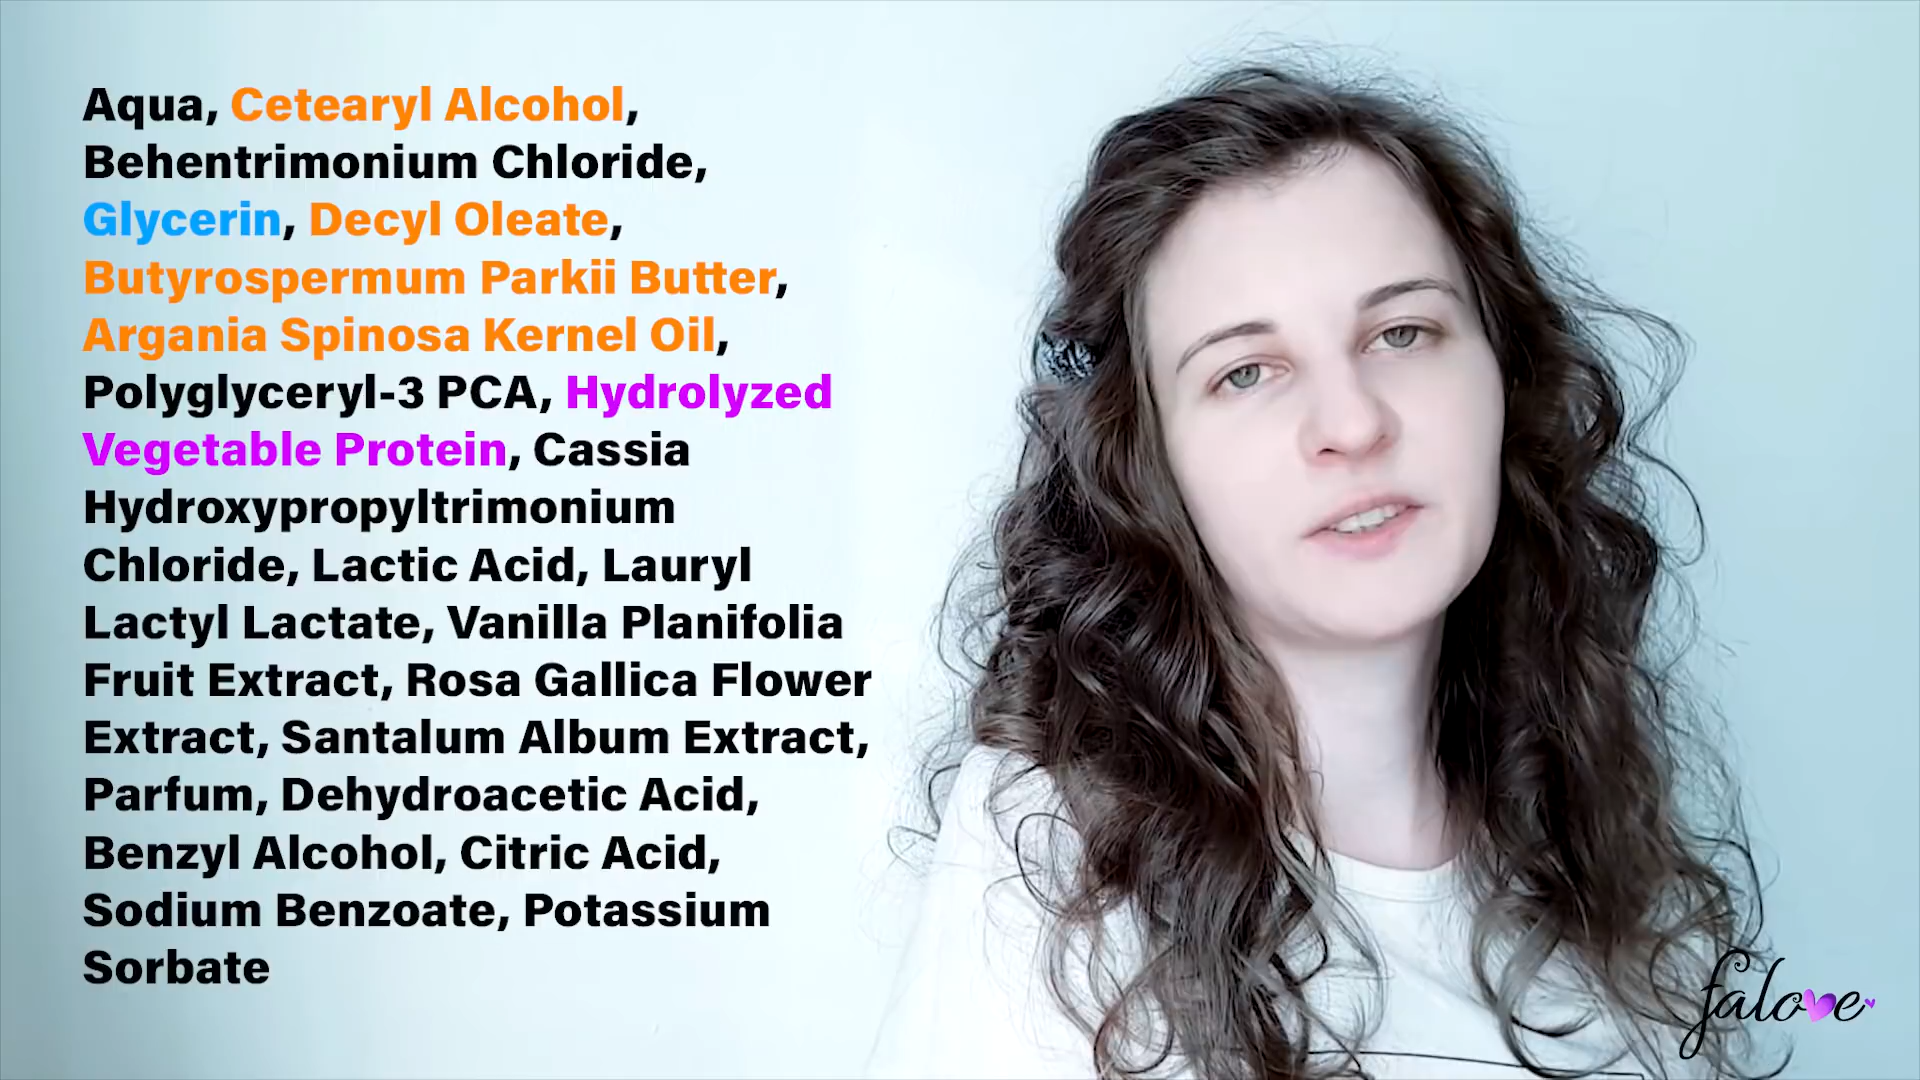 Aqua, Cetearyl Alcohol,
Behentrimonium Chloride,
Glycerin, Decyl Oleate,
Butyrospermum Parkii Butter,
Argania Spinosa Kernel Oil,
Polyglyceryl-3 PCA, Hydrolyzed
Vegetable Protein, Cassia
Hydroxypropyltrimonium
Chloride, Lactic Acid, Lauryl
Lactyl Lactate, Vanilla Planifolia
Fruit Extract, Rosa Gallica Flower
Extract, Santalum Album Extract,
Parfum, Dehydroacetic Acid,
Benzyl Alcohol, Citric Acid,
Sodium Benzoate, Potassium
Sorbate
falove